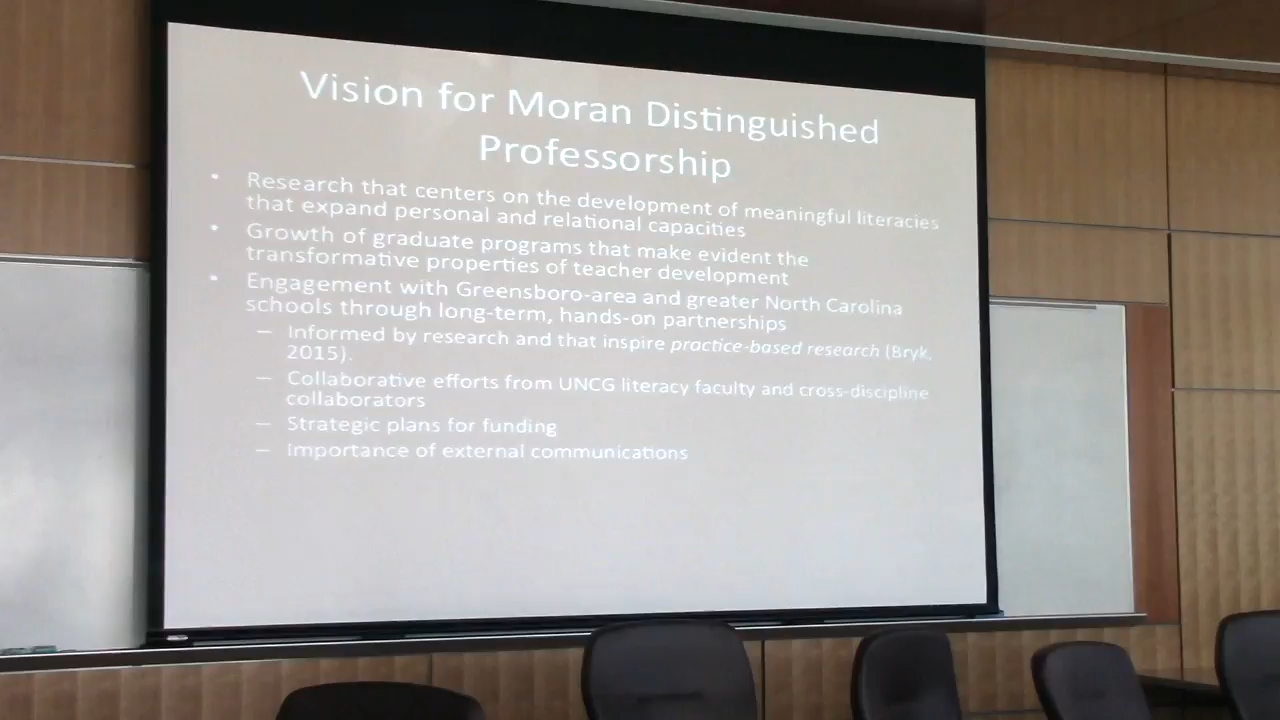 Vision for Moran Distinguished
Professorship
• Research that centers on the development of meaningful literacies
that expand personal and relational capacities
• Growth of graduate programs that make evident the
transformative properties of teacher development
• Engagement with Greensboro-area and greater North Carolina
schools through long-term, hands-on partnerships
– Informed by research and that inspire practice-based research (Bryk,
2015).
– Collaborative efforts from UNCG literacy faculty and cross-discipline
collaborators
– Strategic plans for funding
– Importance of external communications